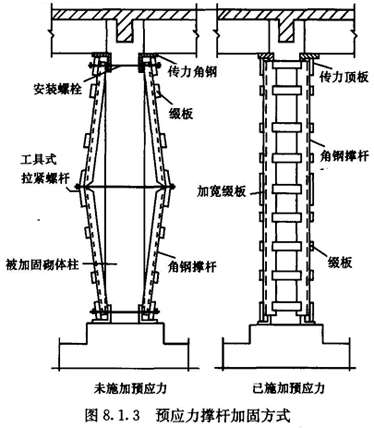 安装螺栓
传力角钢
缀板
工具式
拉紧螺杆
被加固砌体柱
角钢撑杆
传力顶板
角钢撑杆
加宽缀板
缀板
未施加预应力
已施加预应力
图 8.1.3 预应力撑杆加固方式